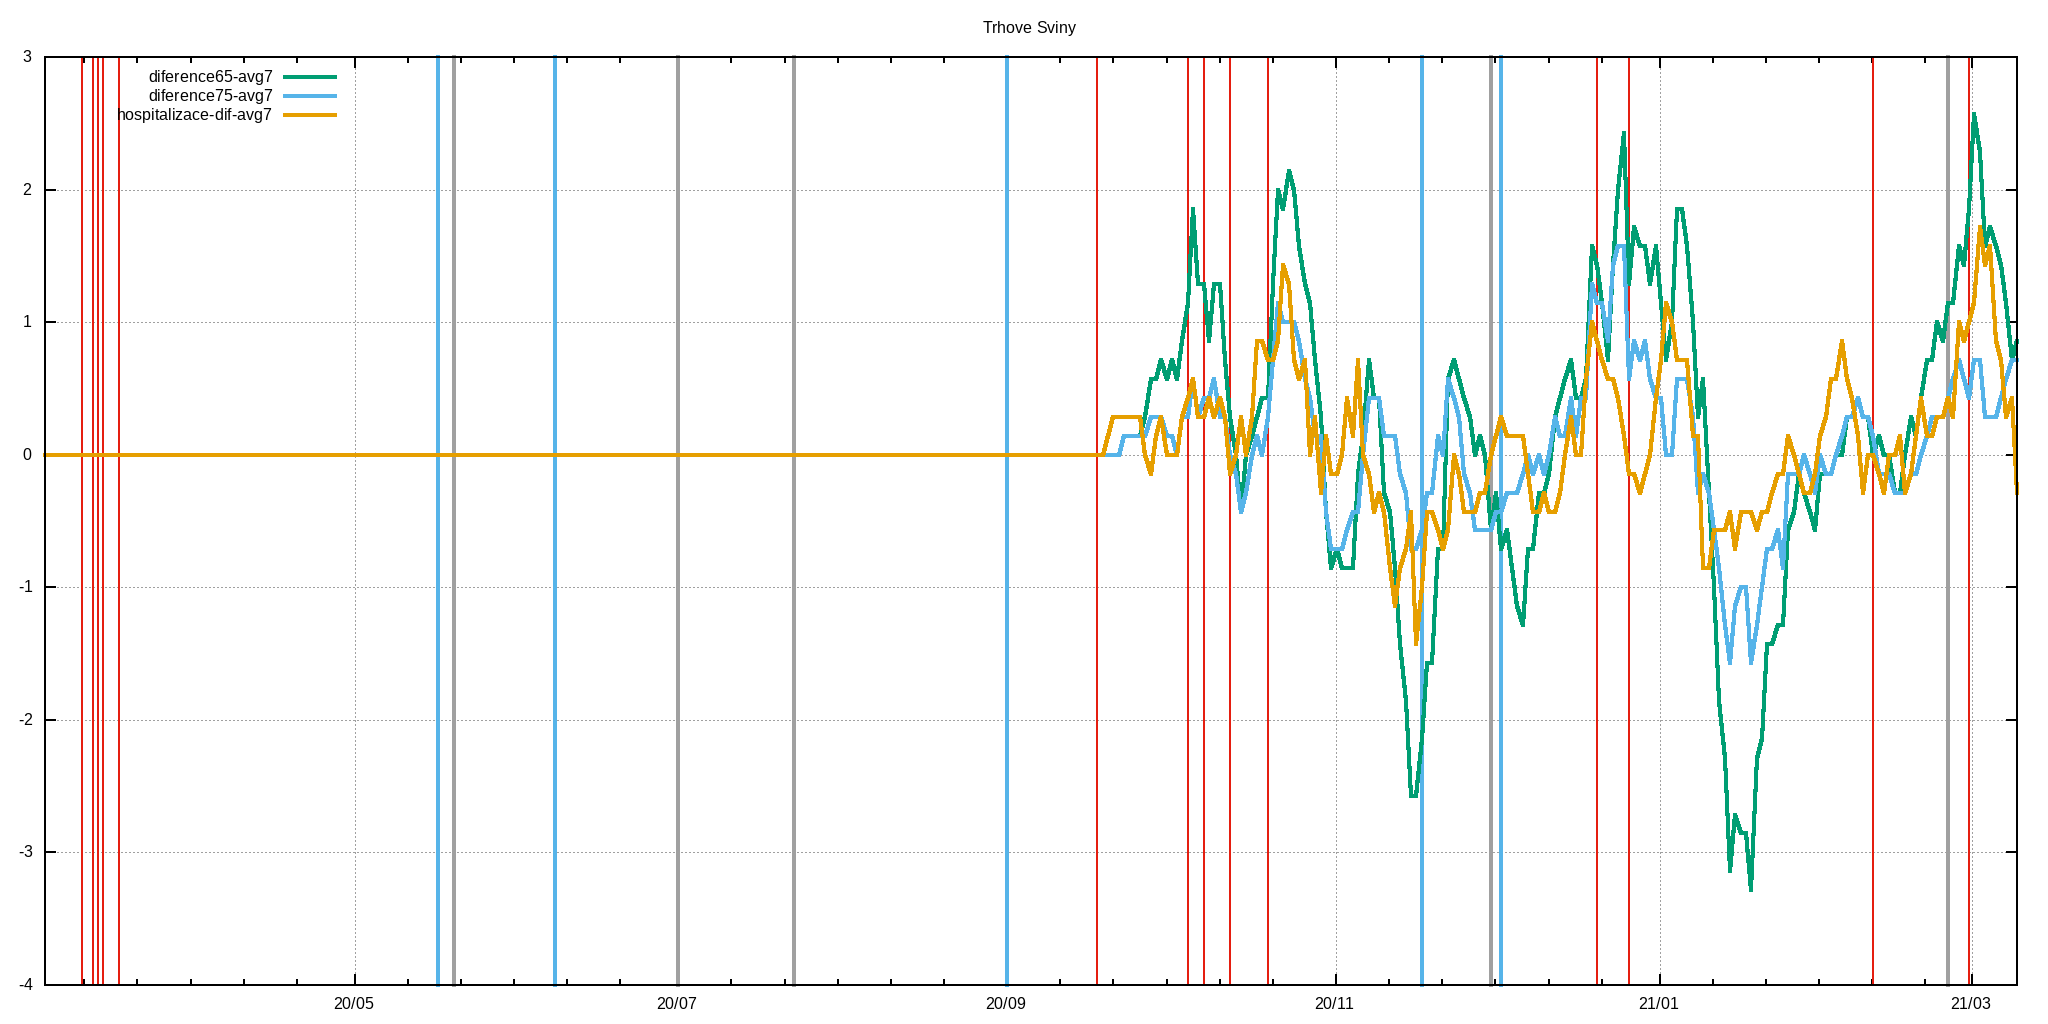 Trhove Sviny
diference65-avg7
diference75-avg7
hospitalizace-dif-avg7
3
2
1
0
-1
-2
-3
-4
20/05 20/07 20/09 20/11 21/01 21/03